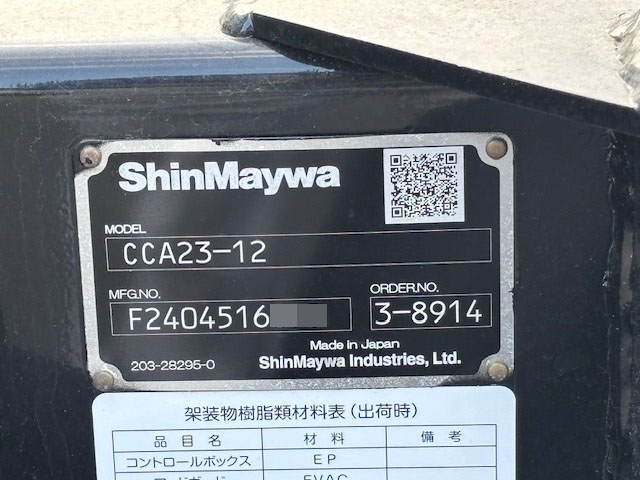 ShinMaywa
MODEL
CCA23-12
MFG.NO.
F2404516
ORDER.NO.
3-8914
Made in Japan
203-28295-0
ShinMaywa Industries, Ltd.
架装物樹脂類材料表(出荷時)
品目名 材料 備考
コントロールボックス EP
EVAC